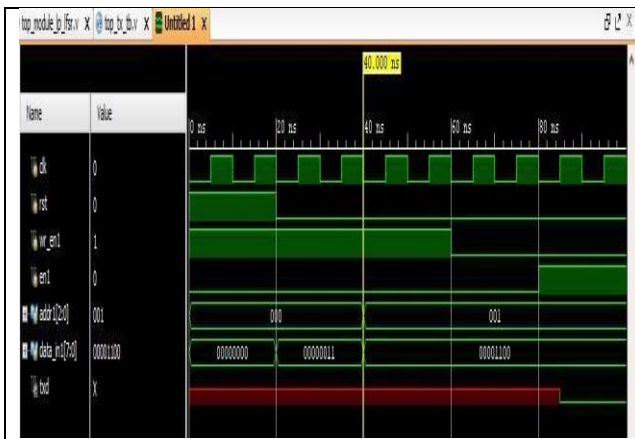 top_module_lp_lfsr.v X top_tx_tb.v X Untitled 1 X
40.000 ns
Name Value
0 ns 20 ns 40 ns 60 ns 80 ns
clk 0
rst 0
wr_en1 1
en1 0
addr1[2:0] 001 000 001
data_in1[7:0] 00001100 00000000 00000011 00001100
txd X